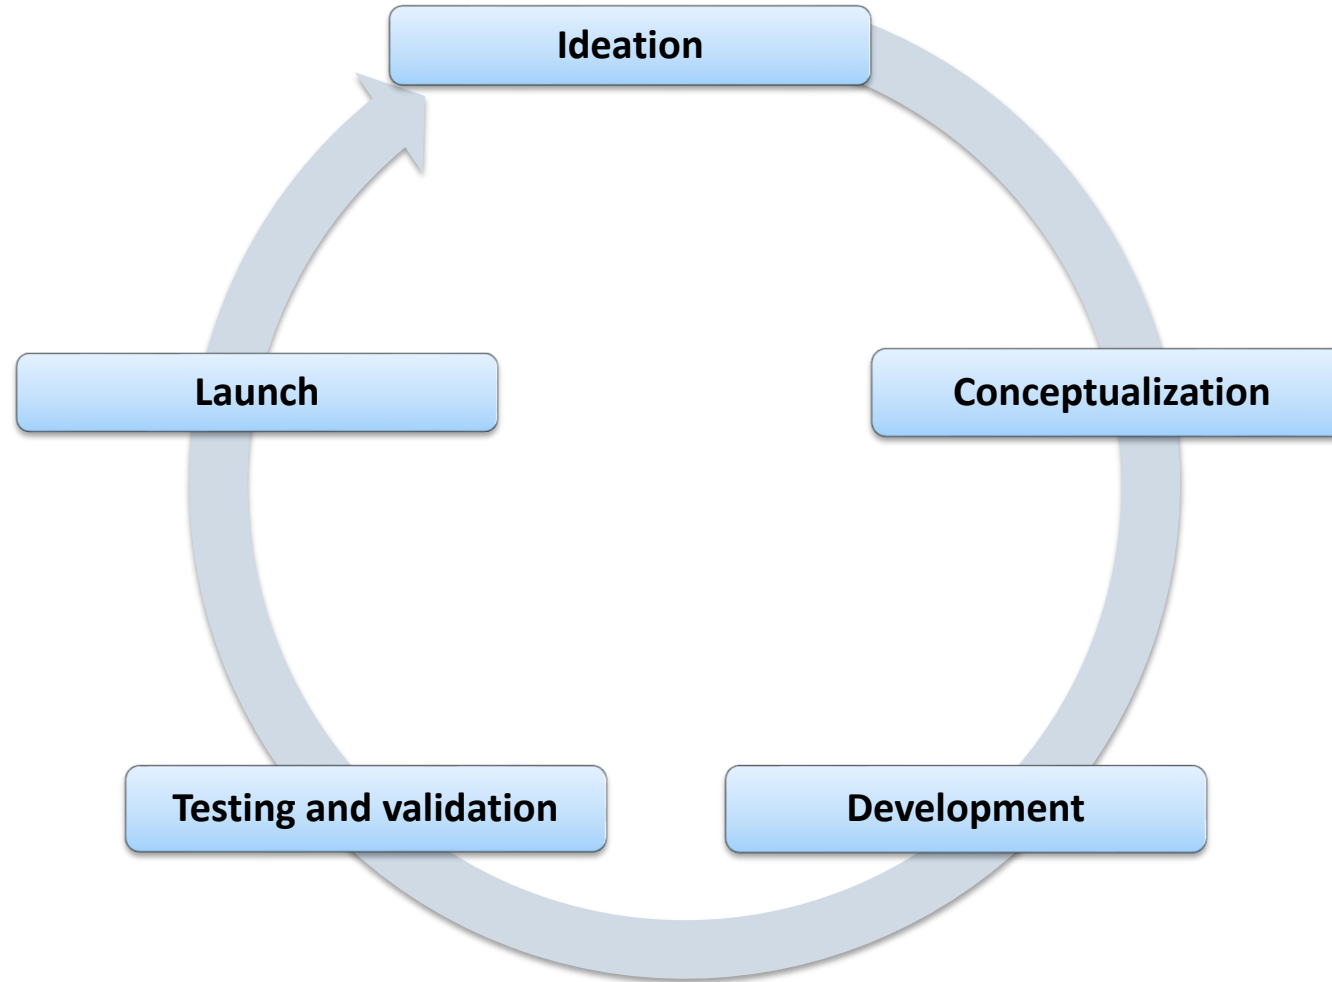 Ideation
Conceptualization
Development
Testing and validation
Launch